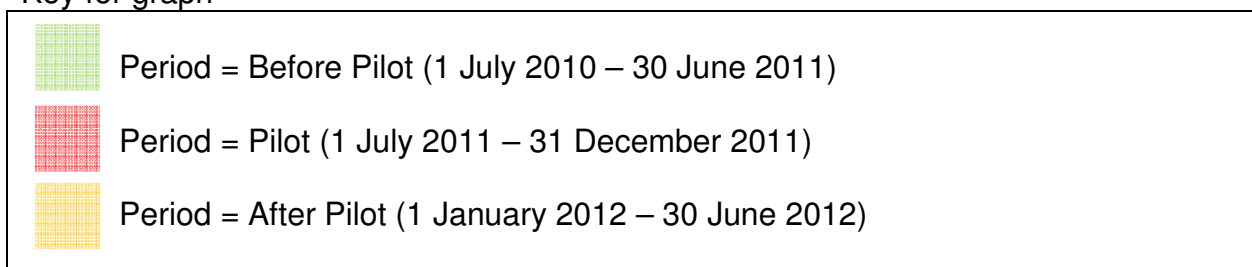 Key for graph
Period = Before Pilot (1 July 2010 – 30 June 2011)
Period = Pilot (1 July 2011 – 31 December 2011)
Period = After Pilot (1 January 2012 – 30 June 2012)